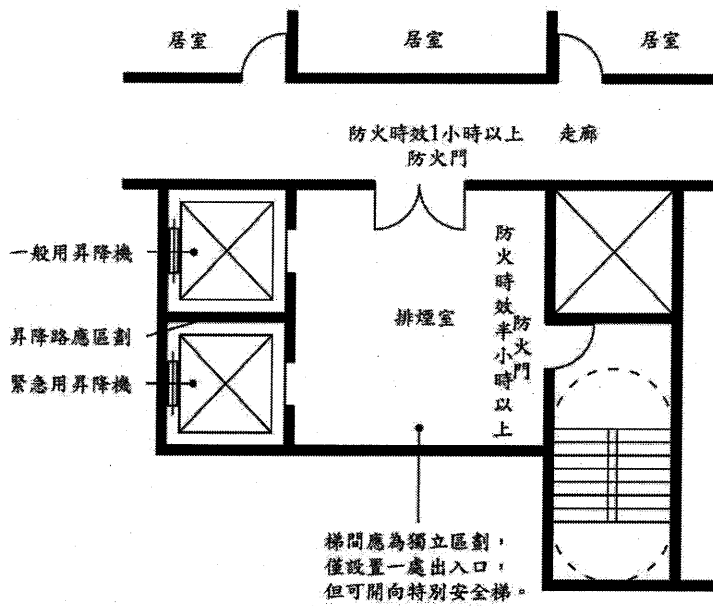 居室
居室
居室
防火時效1小時以上
防火門
走廊
一般用昇降機
昇降路應區劃
緊急用昇降機
排煙室
防火時效半小時以上
防火門
梯間應為獨立區劃，
僅設置一處出入口，
但可開向特別安全梯。